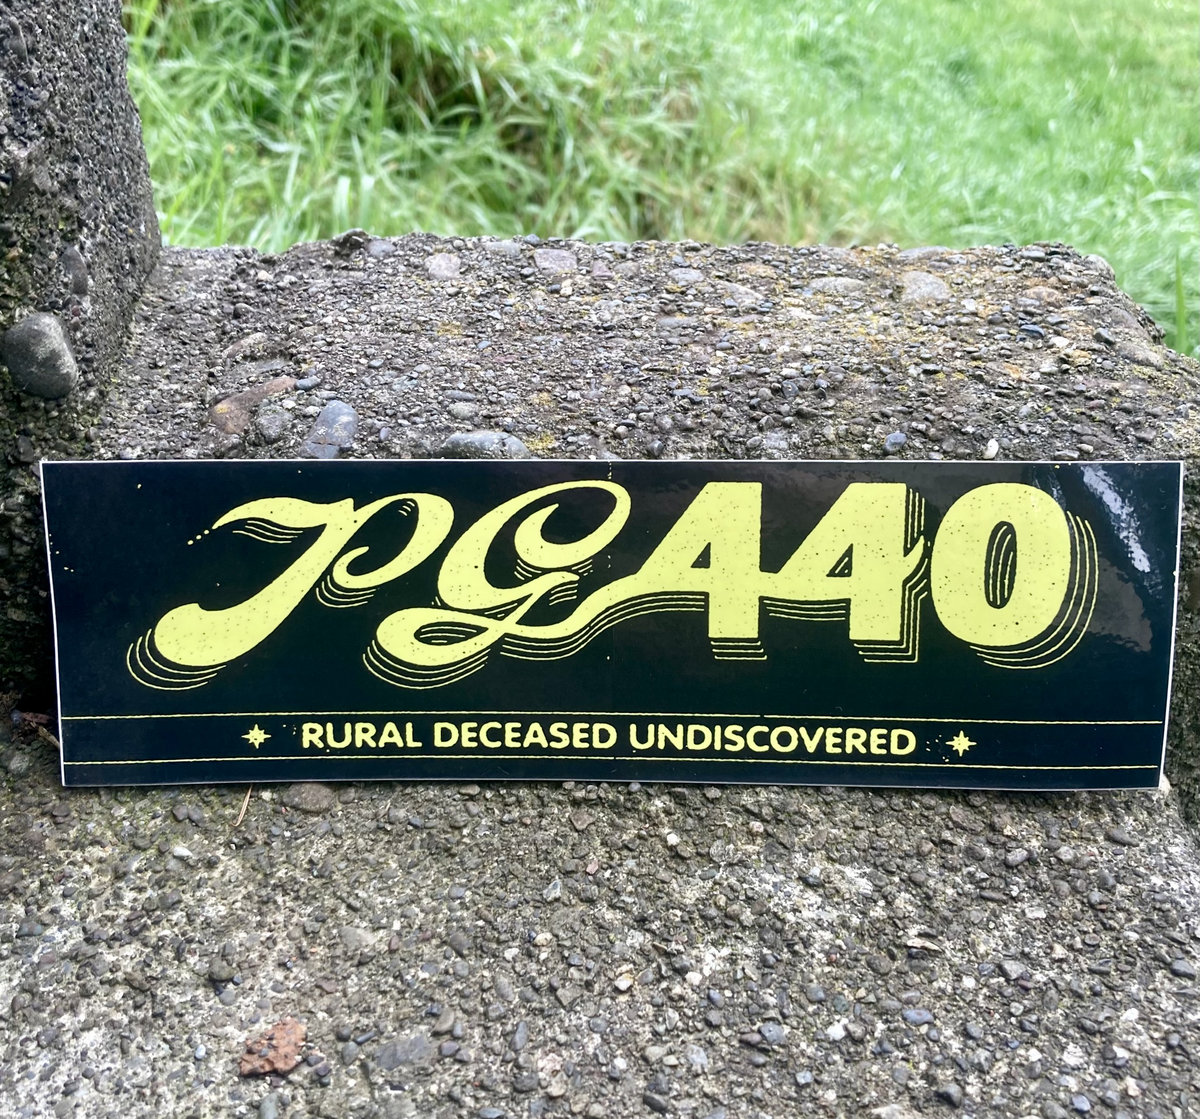 PG440
RURAL DECEASED UNDISCOVERED